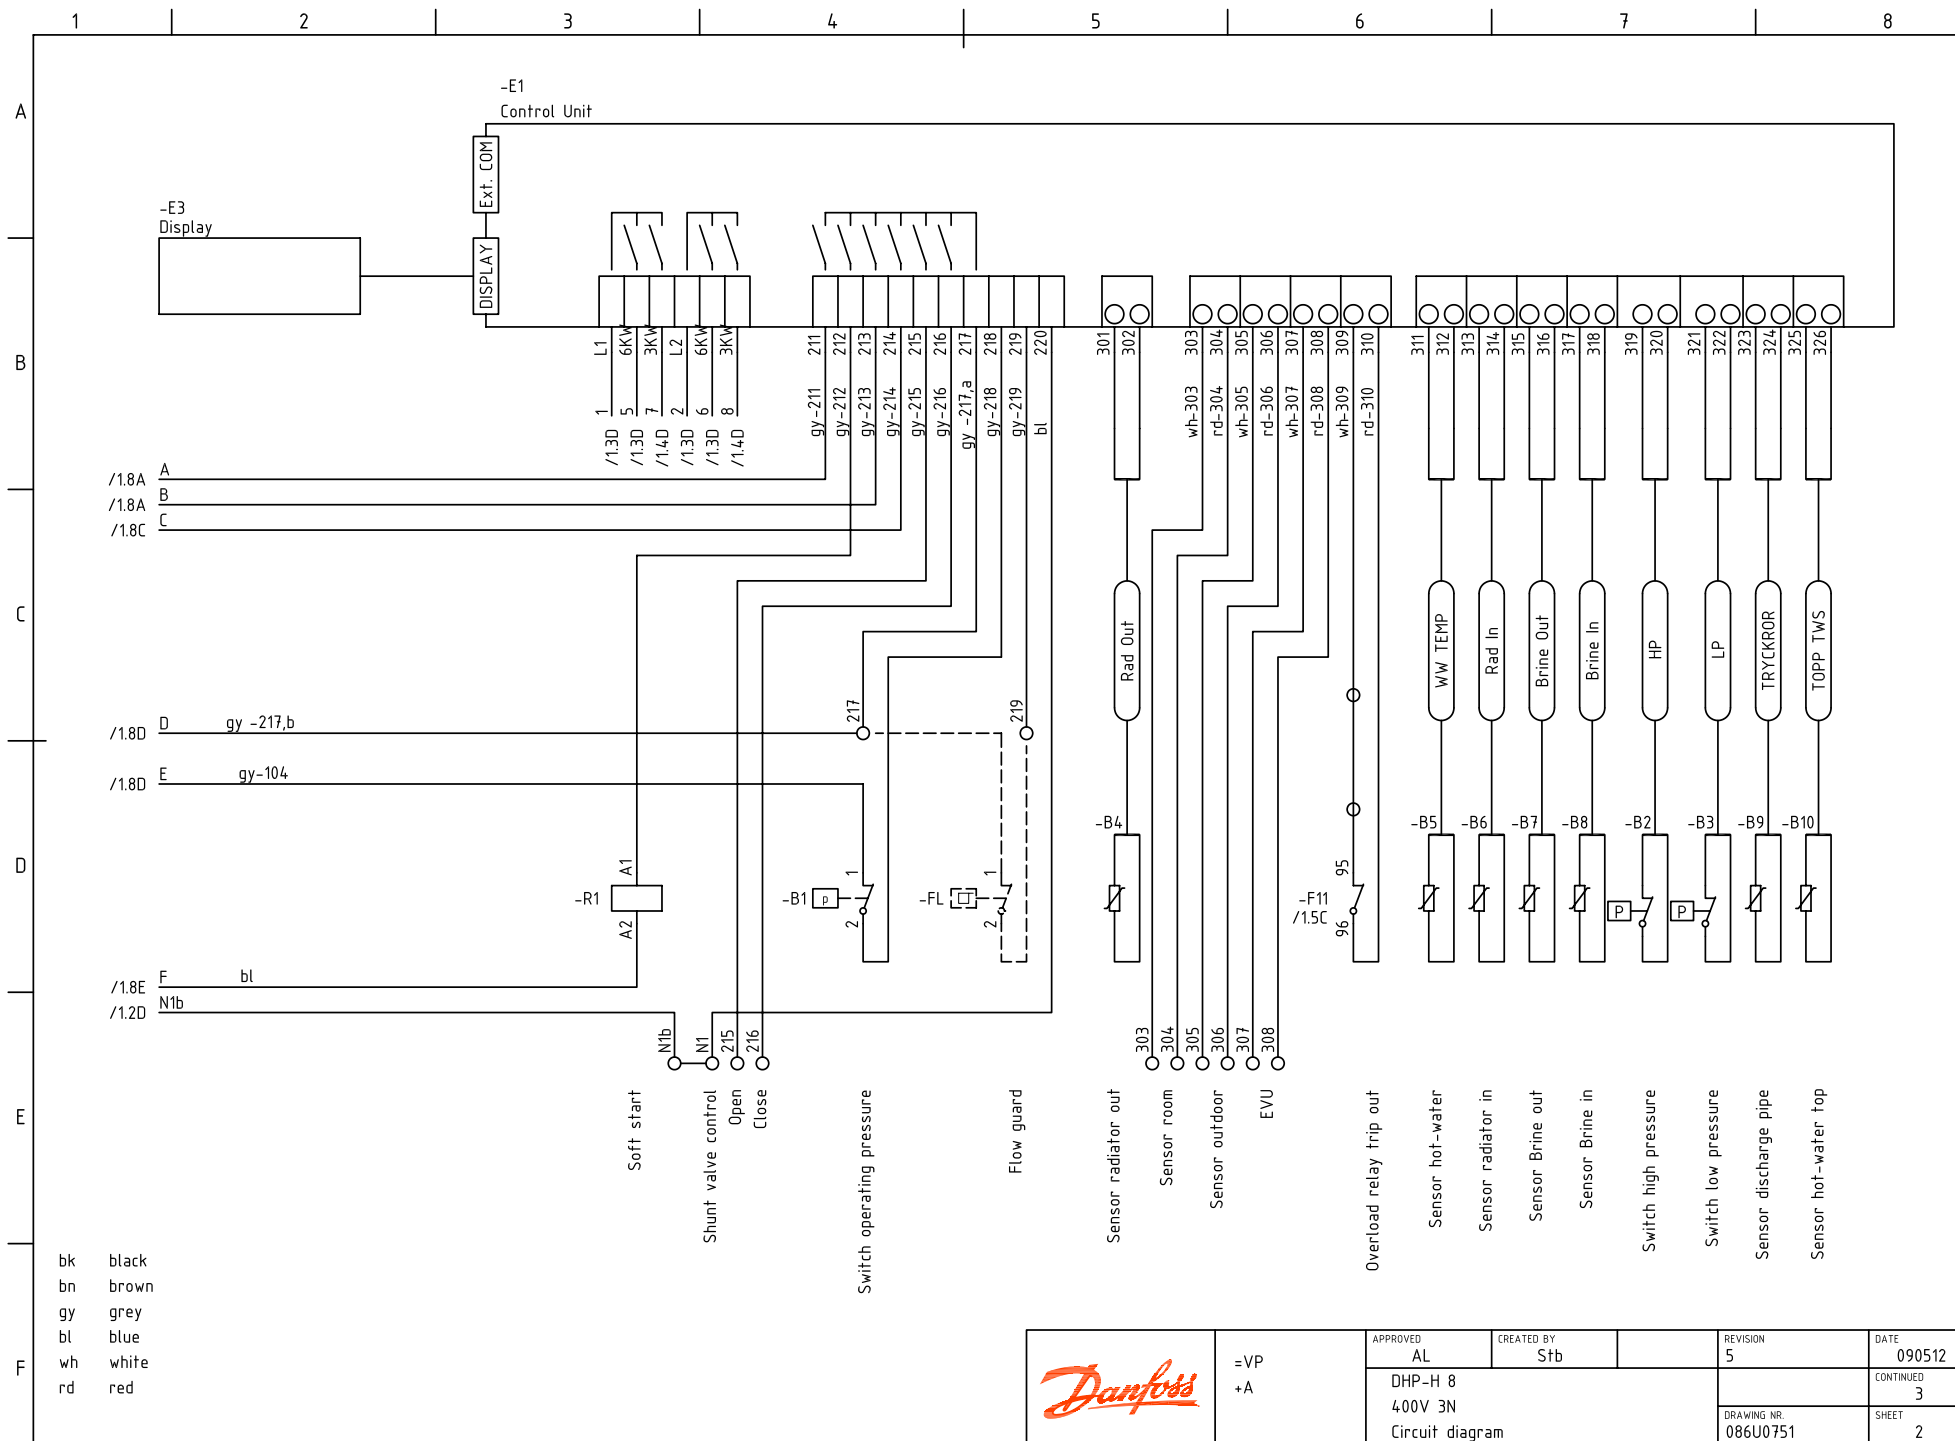 1 2 3 4 5 6 7 8
A
B
C
D
E
F
-E1
Control Unit
Ext. COM
DISPLAY
-E3
Display
L1 6KW 3KW L2 6KW 3KW
1 5 7 2 6 8
/1.3D /1.3D /1.4D /1.3D /1.3D /1.4D
211 212 213 214 215 216 217 218 219 220
gy-211 gy-212 gy-213 gy-214 gy-215 gy-216 gy -217,a gy-218 gy-219 bl
301 302
303 304 305 306 307 308 309 310
wh-303 rd-304 wh-305 rd-306 wh-307 rd-308 wh-309 rd-310
311 312 313 314 315 316 317 318 319 320 321 322 323 324 325 326
/1.8A A
/1.8A B
/1.8C C
Rad Out
WW TEMP
Rad In
Brine Out
Brine In
HP
LP
TRYCKROR
TOPP TWS
217
219
/1.8D D gy -217,b
/1.8D E gy-104
-R1 A1 A2
-B1 p 1 2
-FL 1 2
-B4
-F11
/1.5C
95
96
-B5
-B6
-B7
-B8
-B2 P
-B3 P
-B9
-B10
/1.8E F bl
/1.2D N1b
N1b N1 215 216
303 304 305 306 307 308
Soft start
Shunt valve control
Open
Close
Switch operating pressure
Flow guard
Sensor radiator out
Sensor room
Sensor outdoor
EVU
Overload relay trip out
Sensor hot-water
Sensor radiator in
Sensor Brine out
Sensor Brine in
Switch high pressure
Switch low pressure
Sensor discharge pipe
Sensor hot-water top
bk black
bn brown
gy grey
bl blue
wh white
rd red
Danfoss
=VP
+A
APPROVED
AL
CREATED BY
Stb
REVISION
5
DATE
090512
DHP-H 8
400V 3N
Circuit diagram
CONTINUED
3
DRAWING NR.
086U0751
SHEET
2